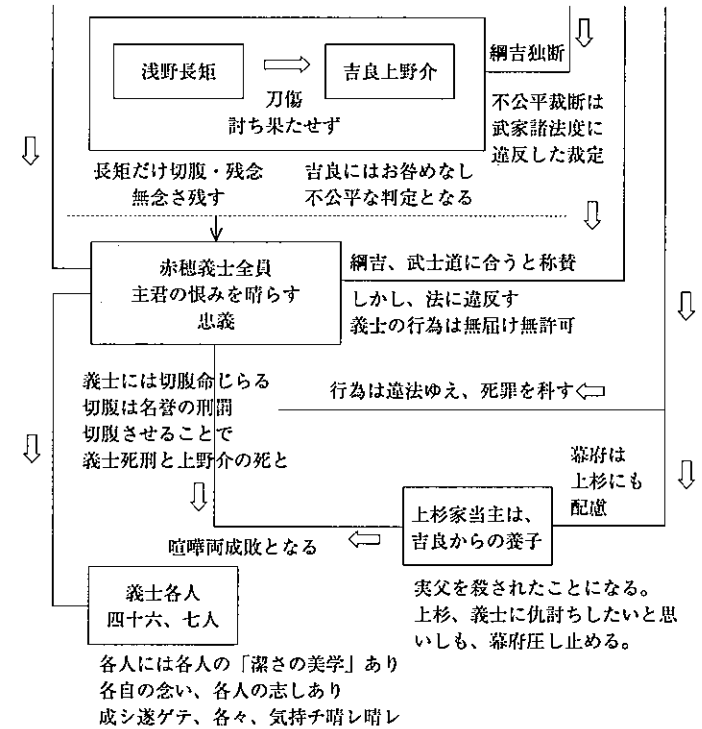 浅野長矩
吉良上野介
刀傷
討ち果たせず
綱吉独断
不公平裁断は
武家諸法度に
違反した裁定
長矩だけ切腹・残念
無念さ残す
吉良にはお咎めなし
不公平な判定となる
赤穂義士全員
主君の恨みを晴らす
忠義
綱吉、武士道に合うと称賛
しかし、法に違反す
義士の行為は無届け無許可
義士には切腹命じらる
切腹は名誉の刑罰
切腹させることで
義士死刑と上野介の死と
行為は違法ゆえ、死罪を科す
幕府は
上杉にも
配慮
上杉家当主は、
吉良からの養子
喧嘩両成敗となる
実父を殺されたことになる。
上杉、義士に仇討ちしたいと思
いしも、幕府圧し止める。
義士各人
四十六、七人
各人には各人の「潔さの美学」あり
各自の念い、各人の志しあり
成シ遂ゲテ、各々、気持チ晴レ晴レ